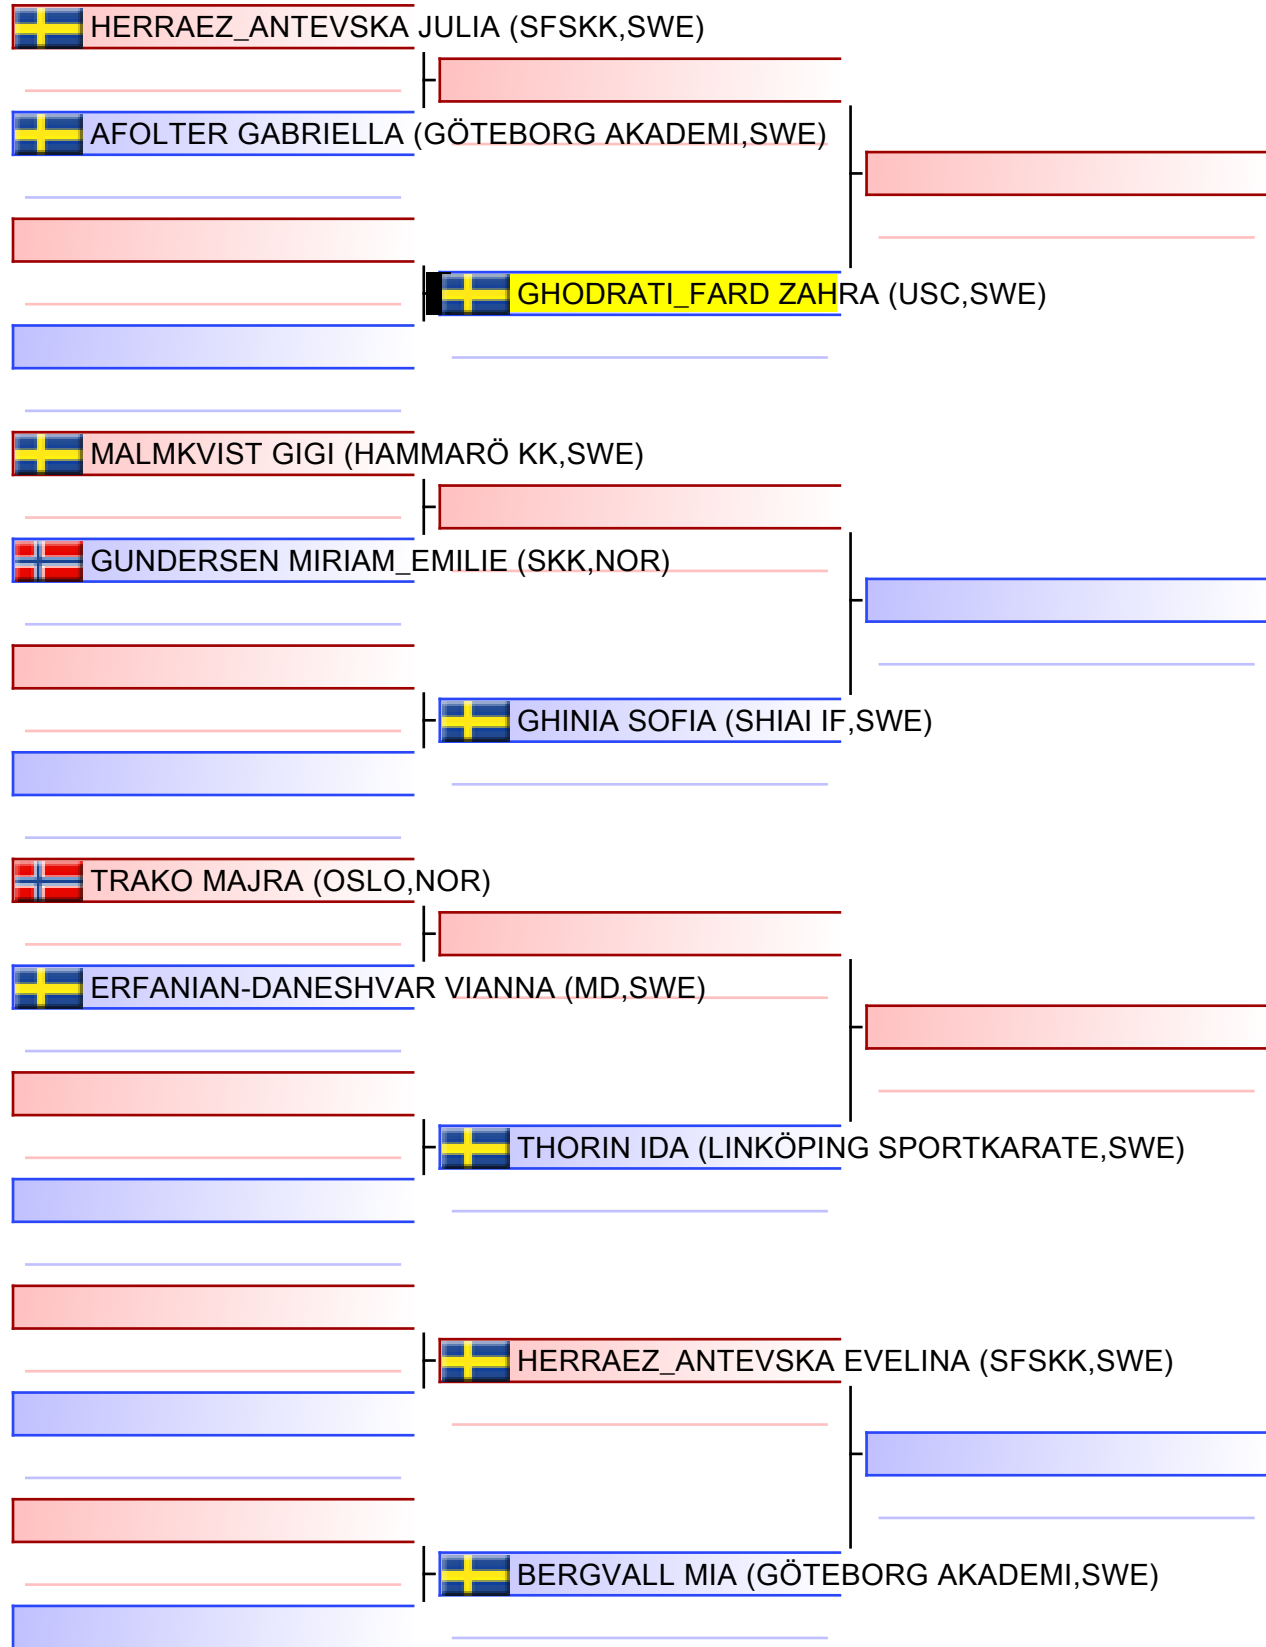 HERRAEZ_ANTEVSKA JULIA (SFSKK,SWE)
AFOLTER GABRIELLA (GÖTEBORG AKADEMI,SWE)
GHODRATI_FARD ZAHRA (USC,SWE)
MALMKVIST GIGI (HAMMARÖ KK,SWE)
GUNDERSEN MIRIAM_EMILIE (SKK,NOR)
GHINIA SOFIA (SHIAI IF,SWE)
TRAKO MAJRA (OSLO,NOR)
ERFANIAN-DANESHVAR VIANNA (MD,SWE)
THORIN IDA (LINKÖPING SPORTKARATE,SWE)
HERRAEZ_ANTEVSKA EVELINA (SFSKK,SWE)
BERGVALL MIA (GÖTEBORG AKADEMI,SWE)